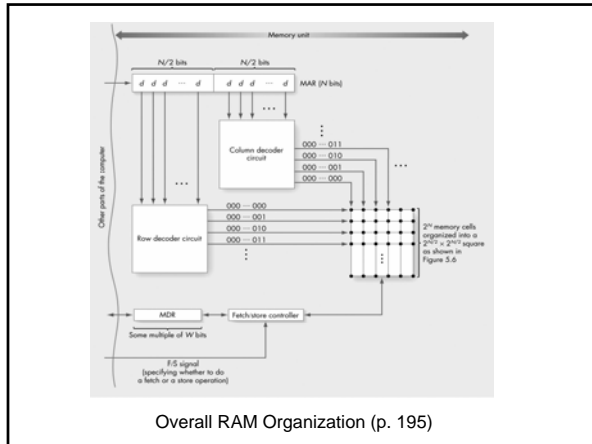 Memory unit
N/2 bits N/2 bits
d d d ··· d d d d ··· d MAR (N bits)
...
Column decoder
circuit
⋮
000 ··· 011
000 ··· 010
000 ··· 001
000 ··· 000
...
Other parts of the computer
...
Row decoder circuit
000 ··· 000
000 ··· 001
000 ··· 010
000 ··· 011
⋮
⋮
2ᴺ memory cells
organized into a
2ᴺ/² × 2ᴺ/² square
as shown in
Figure 5.6
MDR
Fetch/store controller
Some multiple of W bits
F/S signal
(specifying whether to do
a fetch or a store operation)
Overall RAM Organization (p. 195)